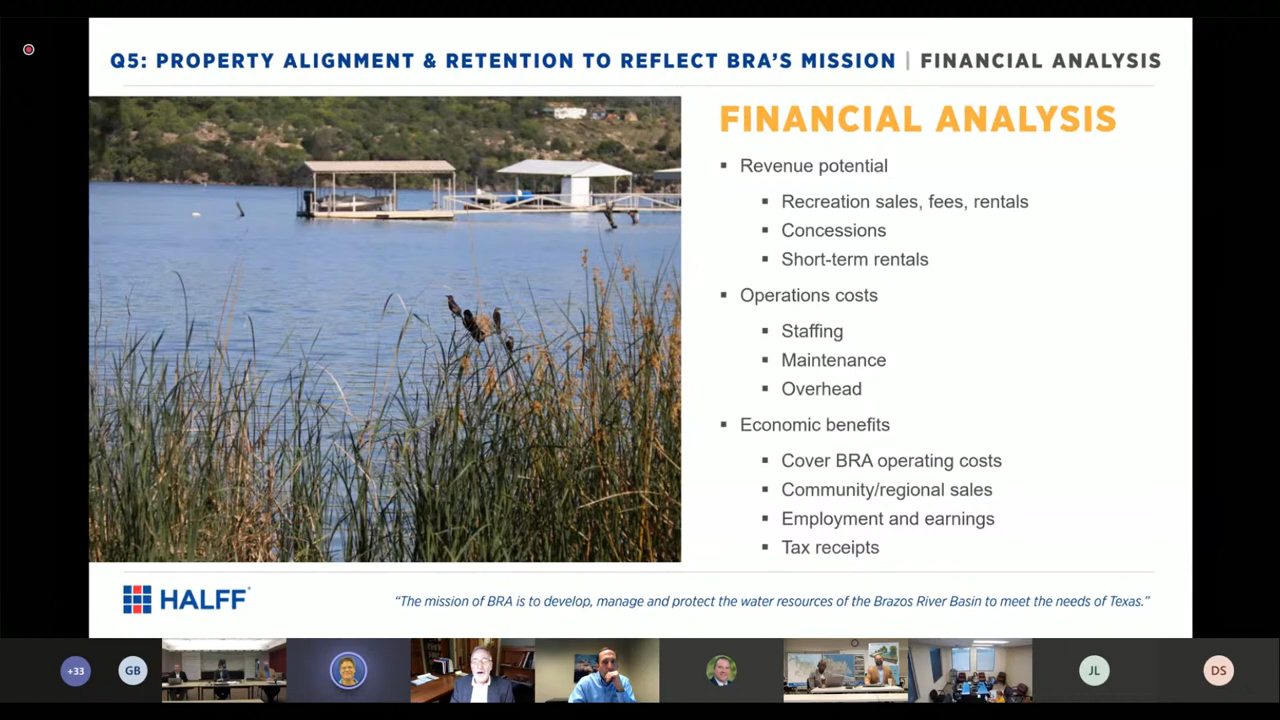 Q5: PROPERTY ALIGNMENT & RETENTION TO REFLECT BRA'S MISSION | FINANCIAL ANALYSIS
FINANCIAL ANALYSIS
▪ Revenue potential
▪ Recreation sales, fees, rentals
▪ Concessions
▪ Short-term rentals
▪ Operations costs
▪ Staffing
▪ Maintenance
▪ Overhead
▪ Economic benefits
▪ Cover BRA operating costs
▪ Community/regional sales
▪ Employment and earnings
▪ Tax receipts
HALFF
“The mission of BRA is to develop, manage and protect the water resources of the Brazos River Basin to meet the needs of Texas.”
+33
GB
JL
DS